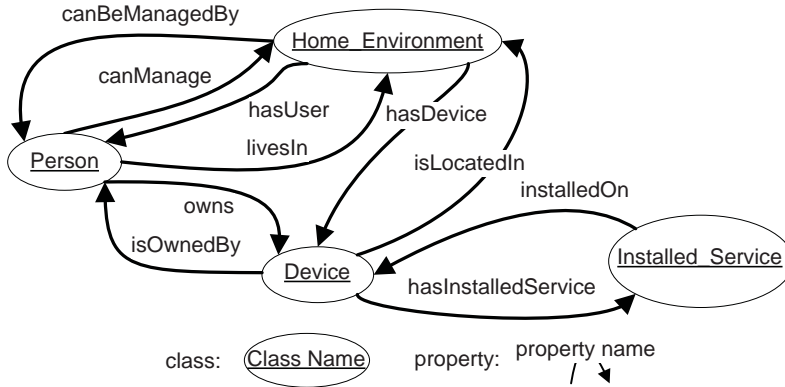 canBeManagedBy
Home_Environment
canManage
hasUser
hasDevice
livesIn
Person
isLocatedIn
installedOn
owns
isOwnedBy
Device
Installed_Service
hasInstalledService
class:
Class Name
property:
property name